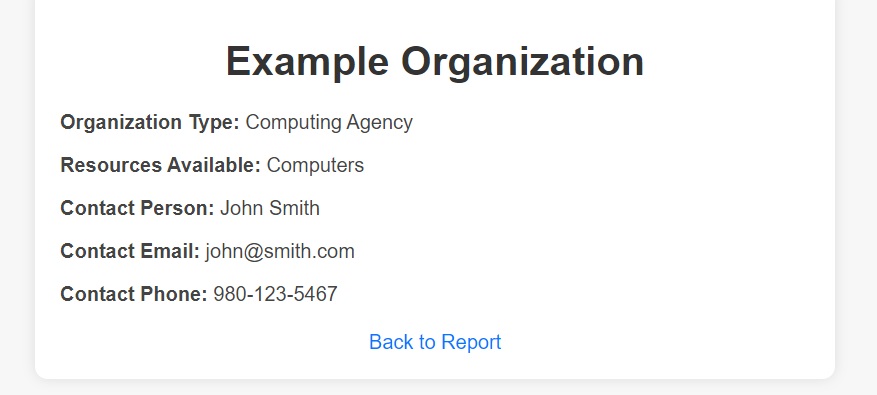 Example Organization
Organization Type: Computing Agency
Resources Available: Computers
Contact Person: John Smith
Contact Email: john@smith.com
Contact Phone: 980-123-5467
Back to Report